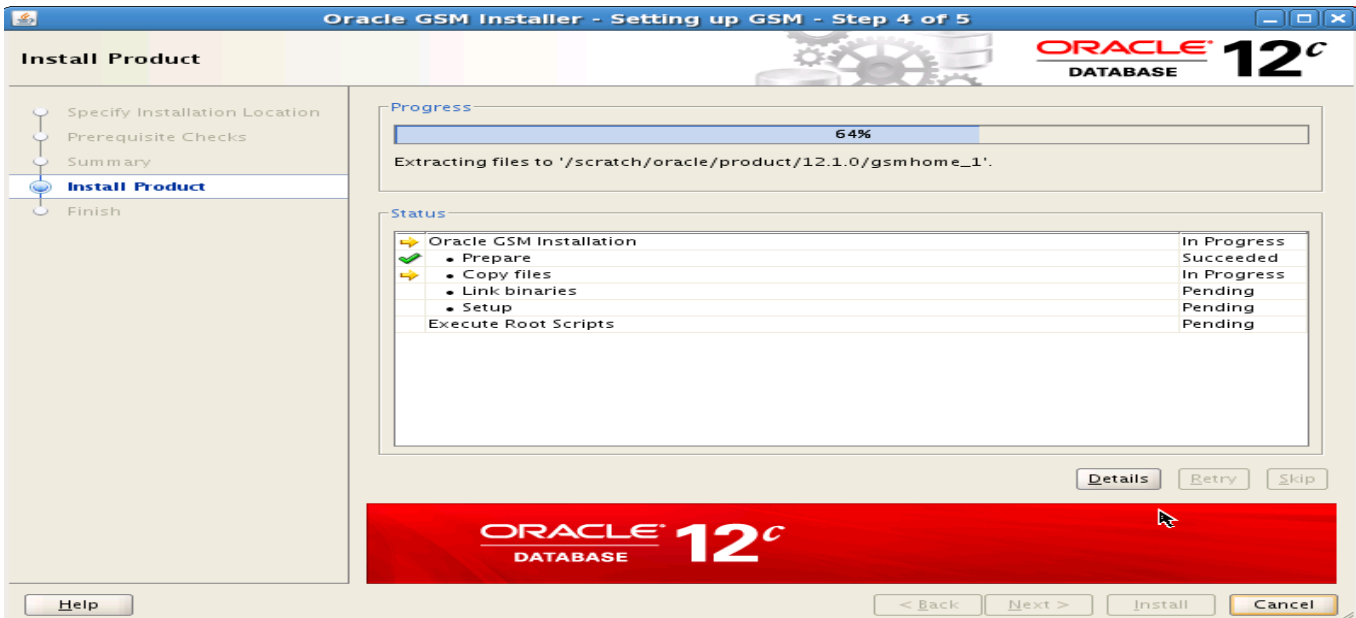 Oracle GSM Installer - Setting up GSM - Step 4 of 5
Install Product
ORACLE®
DATABASE
12c
Specify Installation Location
Prerequisite Checks
Summary
Install Product
Finish
Progress
64%
Extracting files to '/scratch/oracle/product/12.1.0/gsmhome_1'.
Status
Oracle GSM Installation In Progress
• Prepare Succeeded
• Copy files In Progress
• Link binaries Pending
• Setup Pending
Execute Root Scripts Pending
Details Retry Skip
ORACLE®
DATABASE
12c
Help < Back Next > Install Cancel